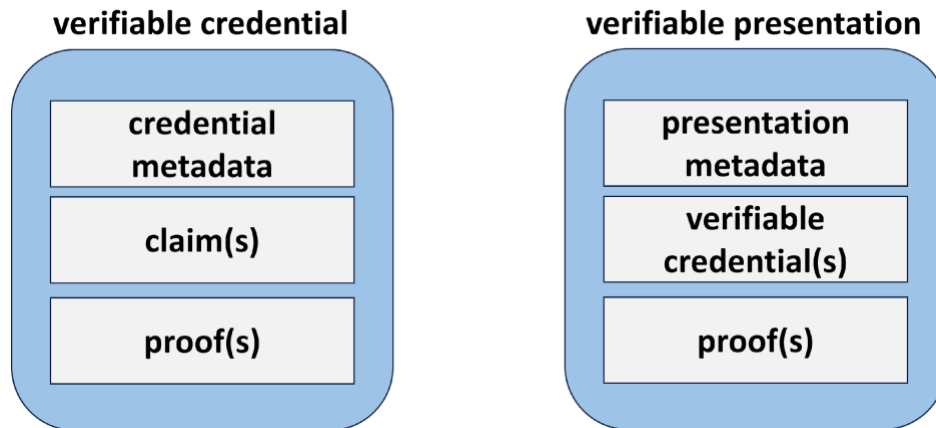 verifiable credential
credential
metadata
claim(s)
proof(s)
verifiable presentation
presentation
metadata
verifiable
credential(s)
proof(s)